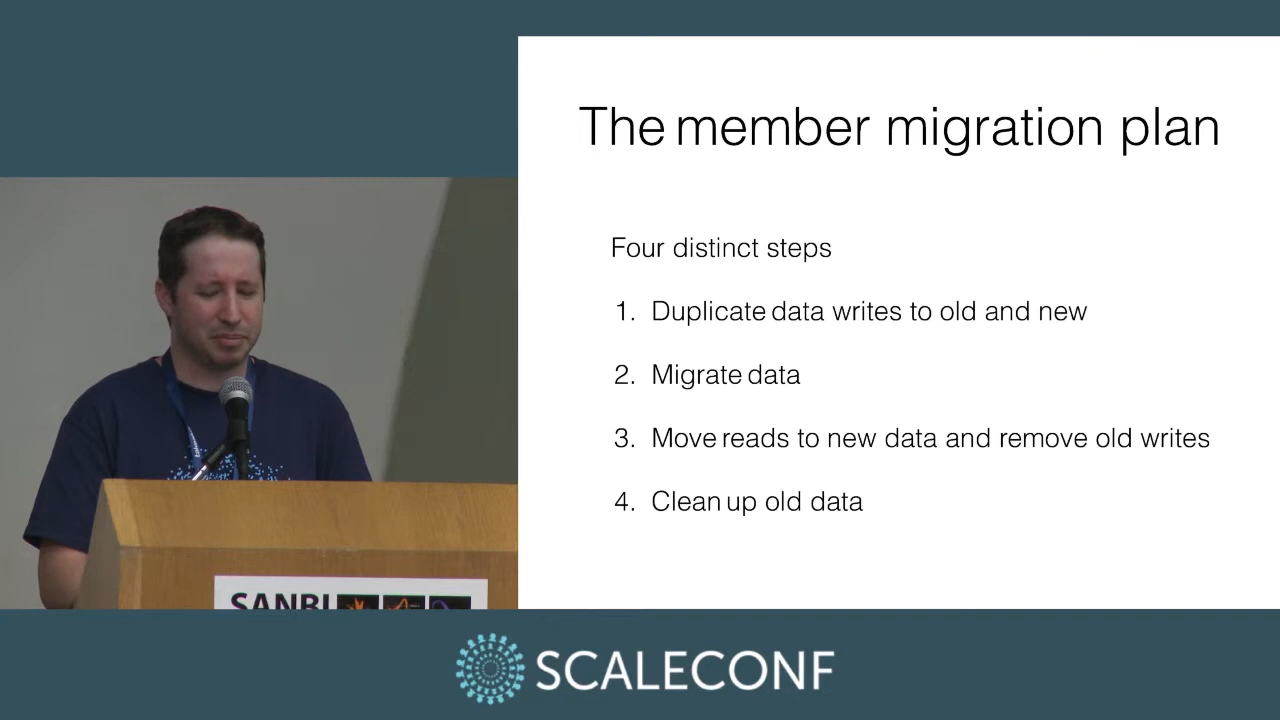 The member migration plan
Four distinct steps
1. Duplicate data writes to old and new
2. Migrate data
3. Move reads to new data and remove old writes
4. Clean up old data
SANBI
SCALECONF